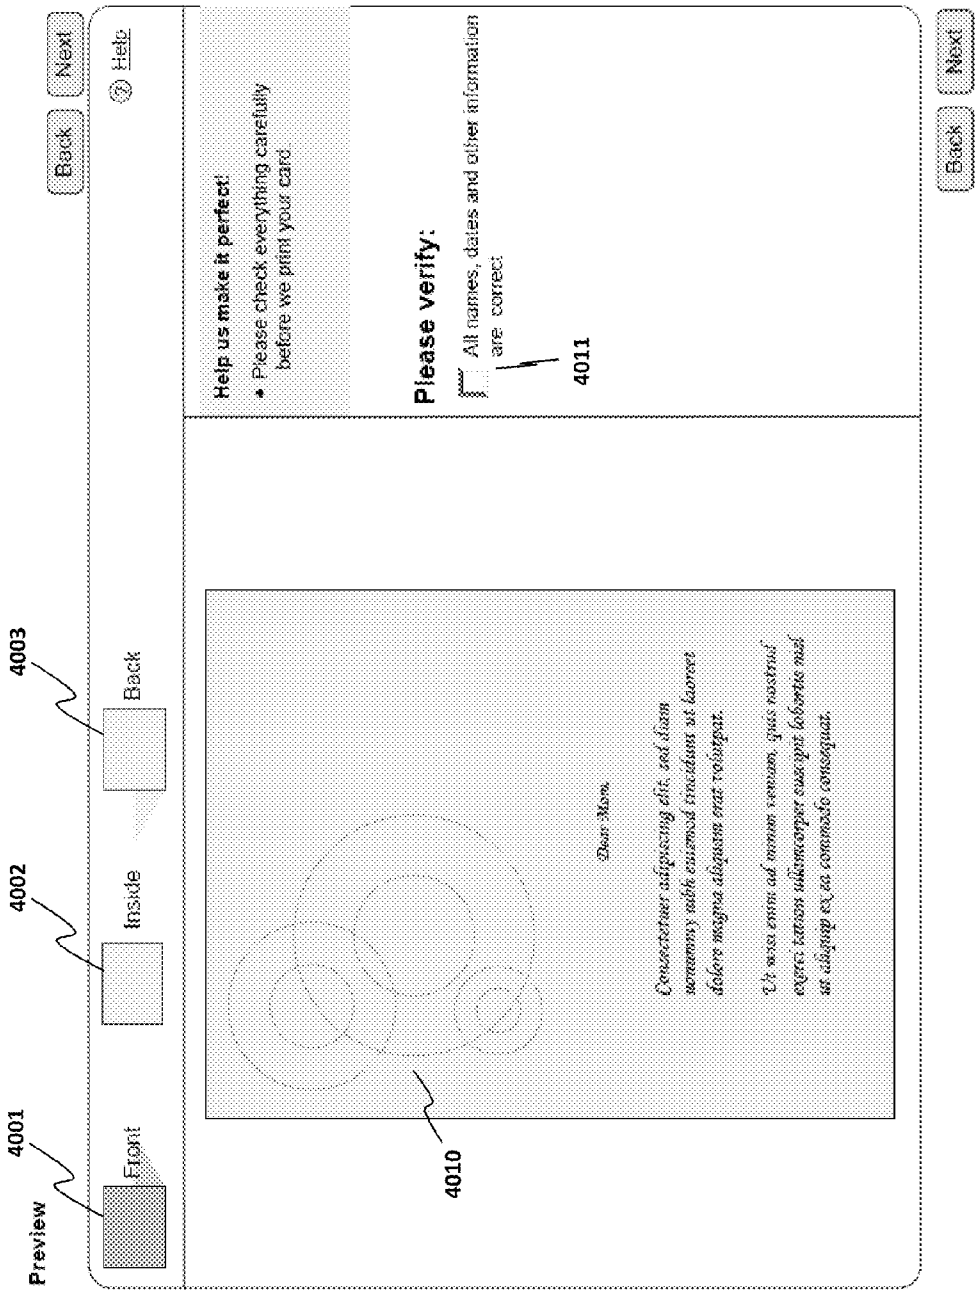 Preview
Back Next
4001
4002
4003
Front
Inside
Back
? Help
4010
Dear Mom,
Consectetuer adipiscing elit, sed diam
nonummy nibh euismod tincidunt ut laoreet
dolore magna aliquam erat volutpat.
Ut wisi enim ad minim veniam, quis nostrud
exerci tation ullamcorper suscipit lobortis nisl
ut aliquip ex ea commodo consequat.
Help us make it perfect!
• Please check everything carefully
before we print your card
Please verify:
All names, dates and other information
are correct
4011
Back Next